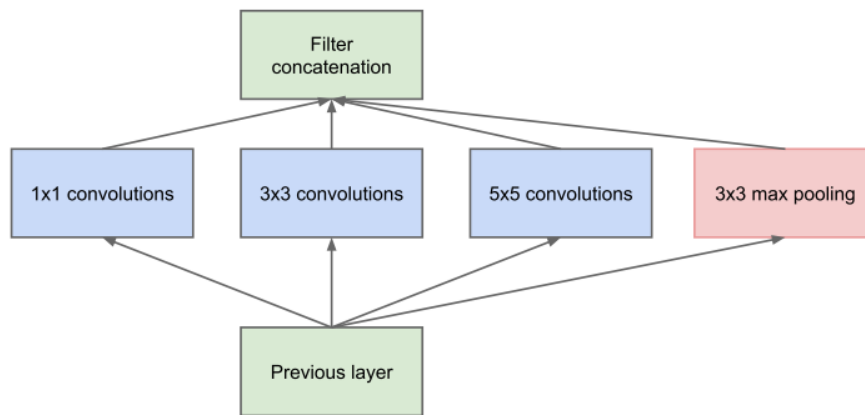 Filter
concatenation
1x1 convolutions
3x3 convolutions
5x5 convolutions
3x3 max pooling
Previous layer